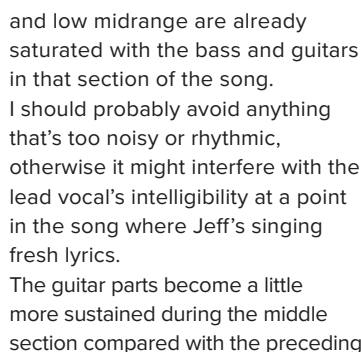 and low midrange are already
saturated with the bass and guitars
in that section of the song.
I should probably avoid anything
that’s too noisy or rhythmic,
otherwise it might interfere with the
lead vocal’s intelligibility at a point
in the song where Jeff’s singing
fresh lyrics.
The guitar parts become a little
more sustained during the middle
section compared with the preceding